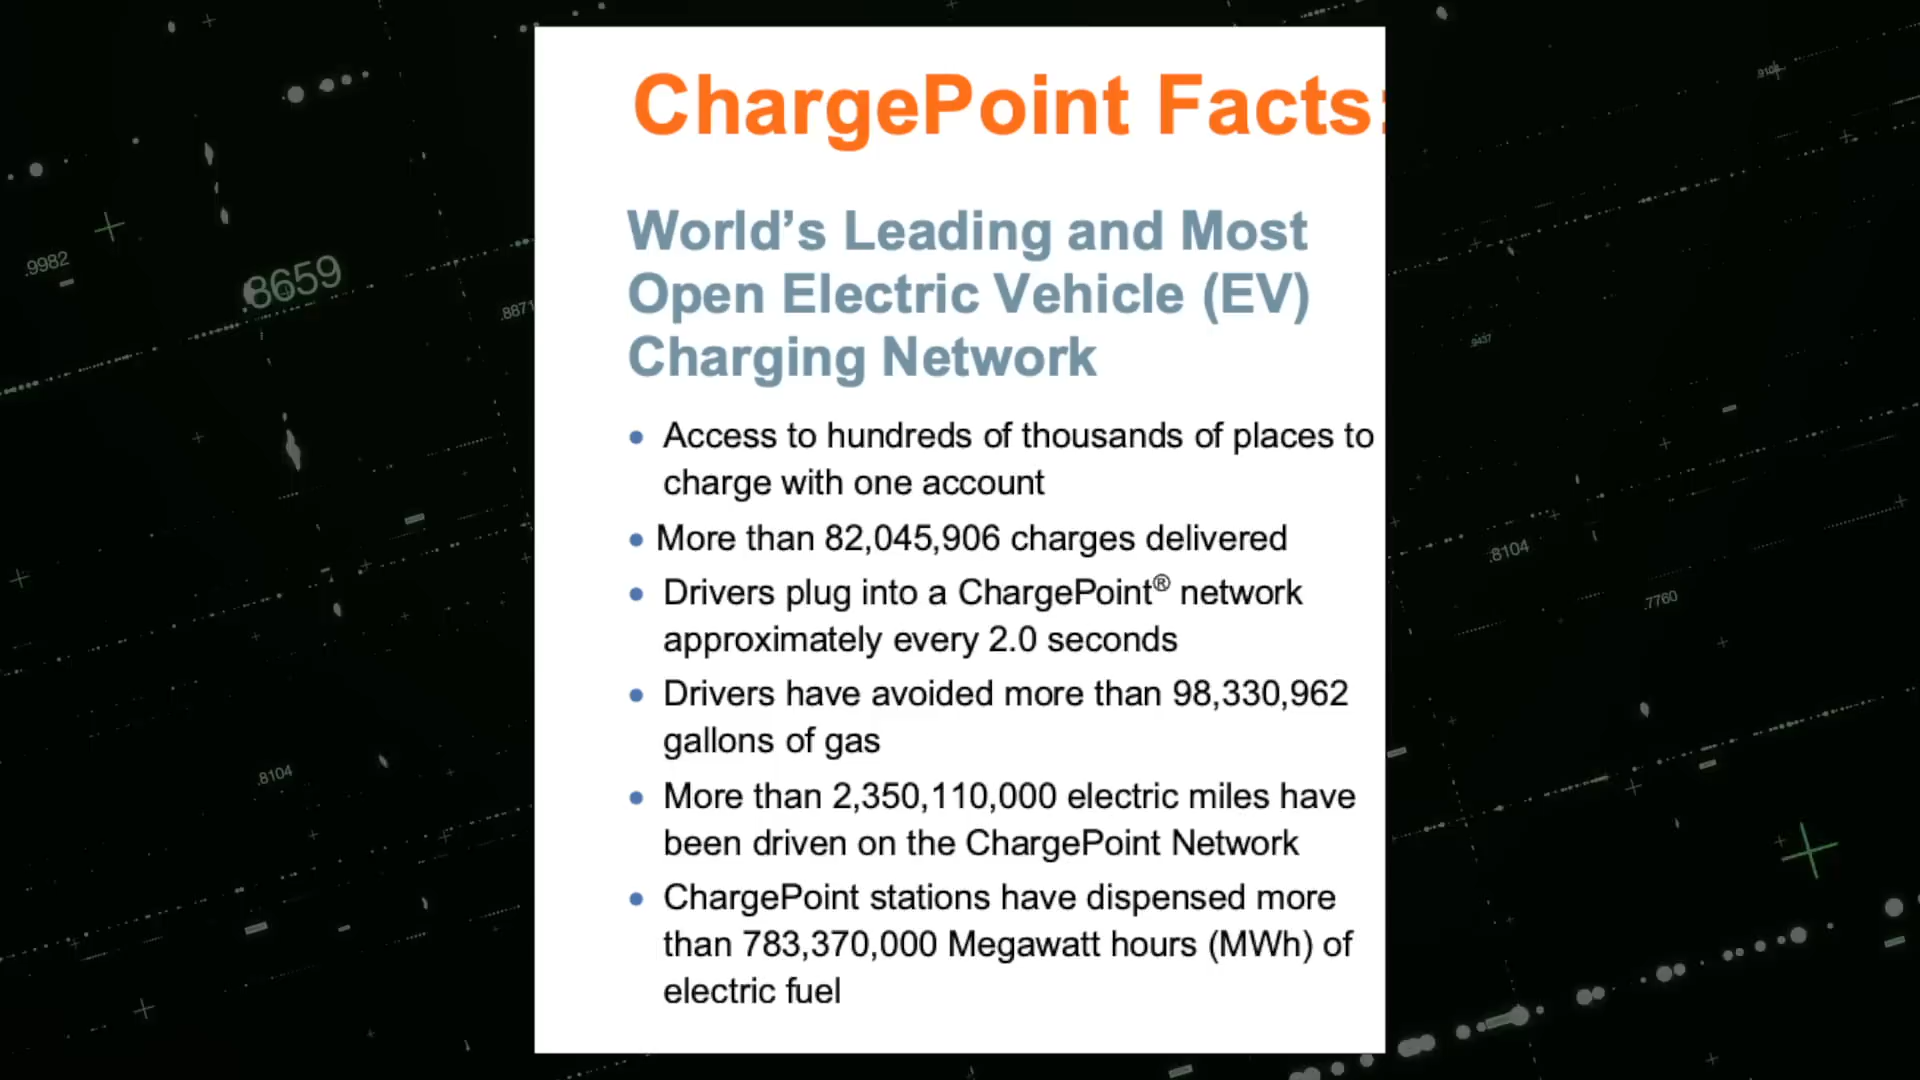 ChargePoint Facts:
World's Leading and Most
Open Electric Vehicle (EV)
Charging Network
• Access to hundreds of thousands of places to
charge with one account
• More than 82,045,906 charges delivered
• Drivers plug into a ChargePoint® network
approximately every 2.0 seconds
• Drivers have avoided more than 98,330,962
gallons of gas
• More than 2,350,110,000 electric miles have
been driven on the ChargePoint Network
• ChargePoint stations have dispensed more
than 783,370,000 Megawatt hours (MWh) of
electric fuel
.9982
.8659
.8871
.8104
.9437
.8104
.7760